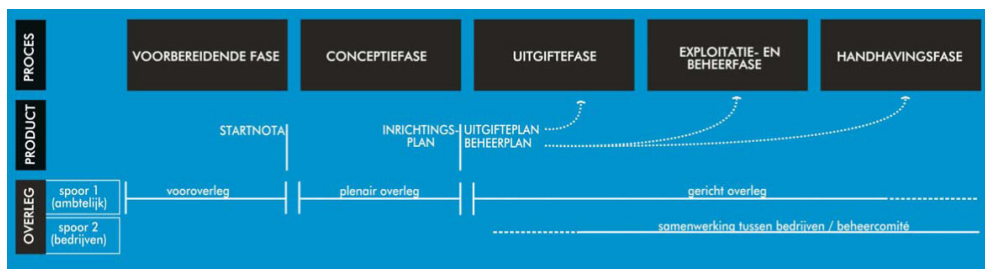 PROCES
VOORBEREIDENDE FASE
CONCEPTIEFASE
UITGIFTEFASE
EXPLOITATIE- EN
BEHEERFASE
HANDHAVINGSFASE
PRODUCT
STARTNOTA
INRICHTINGS-
PLAN
UITGIFTEPLAN
BEHEERPLAN
OVERLEG
spoor 1
(ambtelijk)
vooroverleg
plenair overleg
gericht overleg
spoor 2
(bedrijven)
samenwerking tussen bedrijven / beheercomité